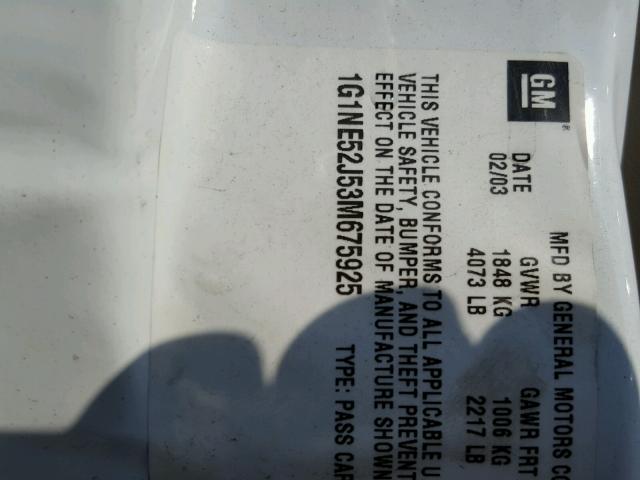 GM®
MFD BY GENERAL MOTORS CO
DATE GVWR GAWR FRT
02/03 1848 KG 1006 KG
4073 LB 2217 LB
THIS VEHICLE CONFORMS TO ALL APPLICABLE U
VEHICLE SAFETY, BUMPER, AND THEFT PREVENT
EFFECT ON THE DATE OF MANUFACTURE SHOWN
1G1NE52J53M675925 TYPE: PASS CAR